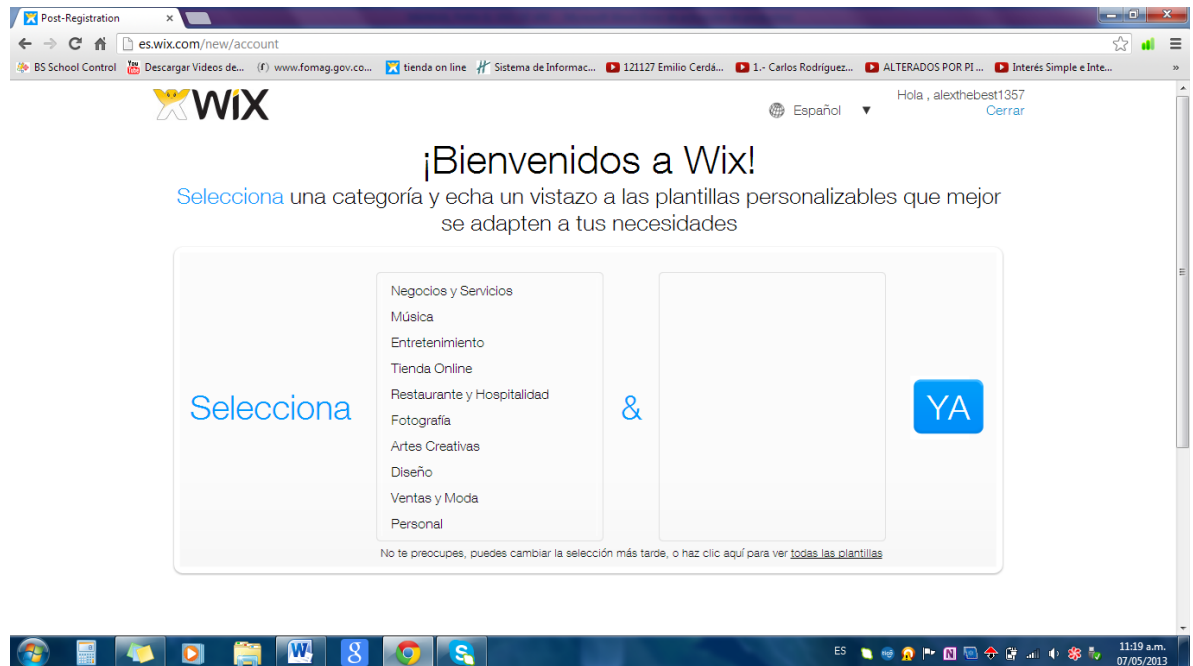 Post-Registration
es.wix.com/new/account
BS School Control
You Tube
Descargar Videos de...
www.fomag.gov.co...
tienda on line
Sistema de Informac...
121127 Emilio Cerdá...
1.- Carlos Rodríguez...
ALTERADOS POR PI ...
Interés Simple e Inte...
»
WiX
Español
Hola , alexthebest1357
Cerrar
¡Bienvenidos a Wix!
Selecciona una categoría y echa un vistazo a las plantillas personalizables que mejor
se adapten a tus necesidades
Selecciona
Negocios y Servicios
Música
Entretenimiento
Tienda Online
Restaurante y Hospitalidad
Fotografía
Artes Creativas
Diseño
Ventas y Moda
Personal
&
YA
No te preocupes, puedes cambiar la selección más tarde, o haz clic aquí para ver todas las plantillas
W
8
S
ES
N
11:19 a.m.
07/05/2013